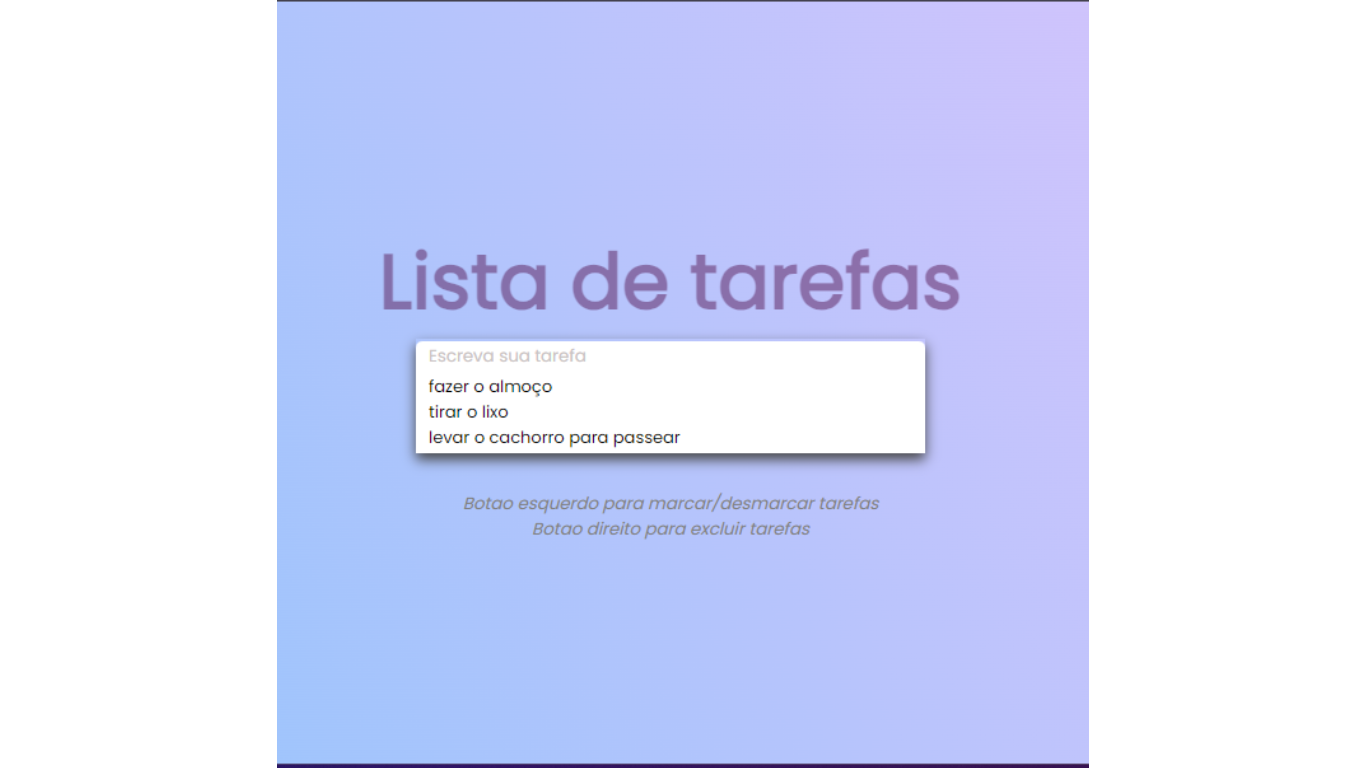 Lista de tarefas
Escreva sua tarefa
fazer o almoço
tirar o lixo
levar o cachorro para passear
Botao esquerdo para marcar/desmarcar tarefas
Botao direito para excluir tarefas